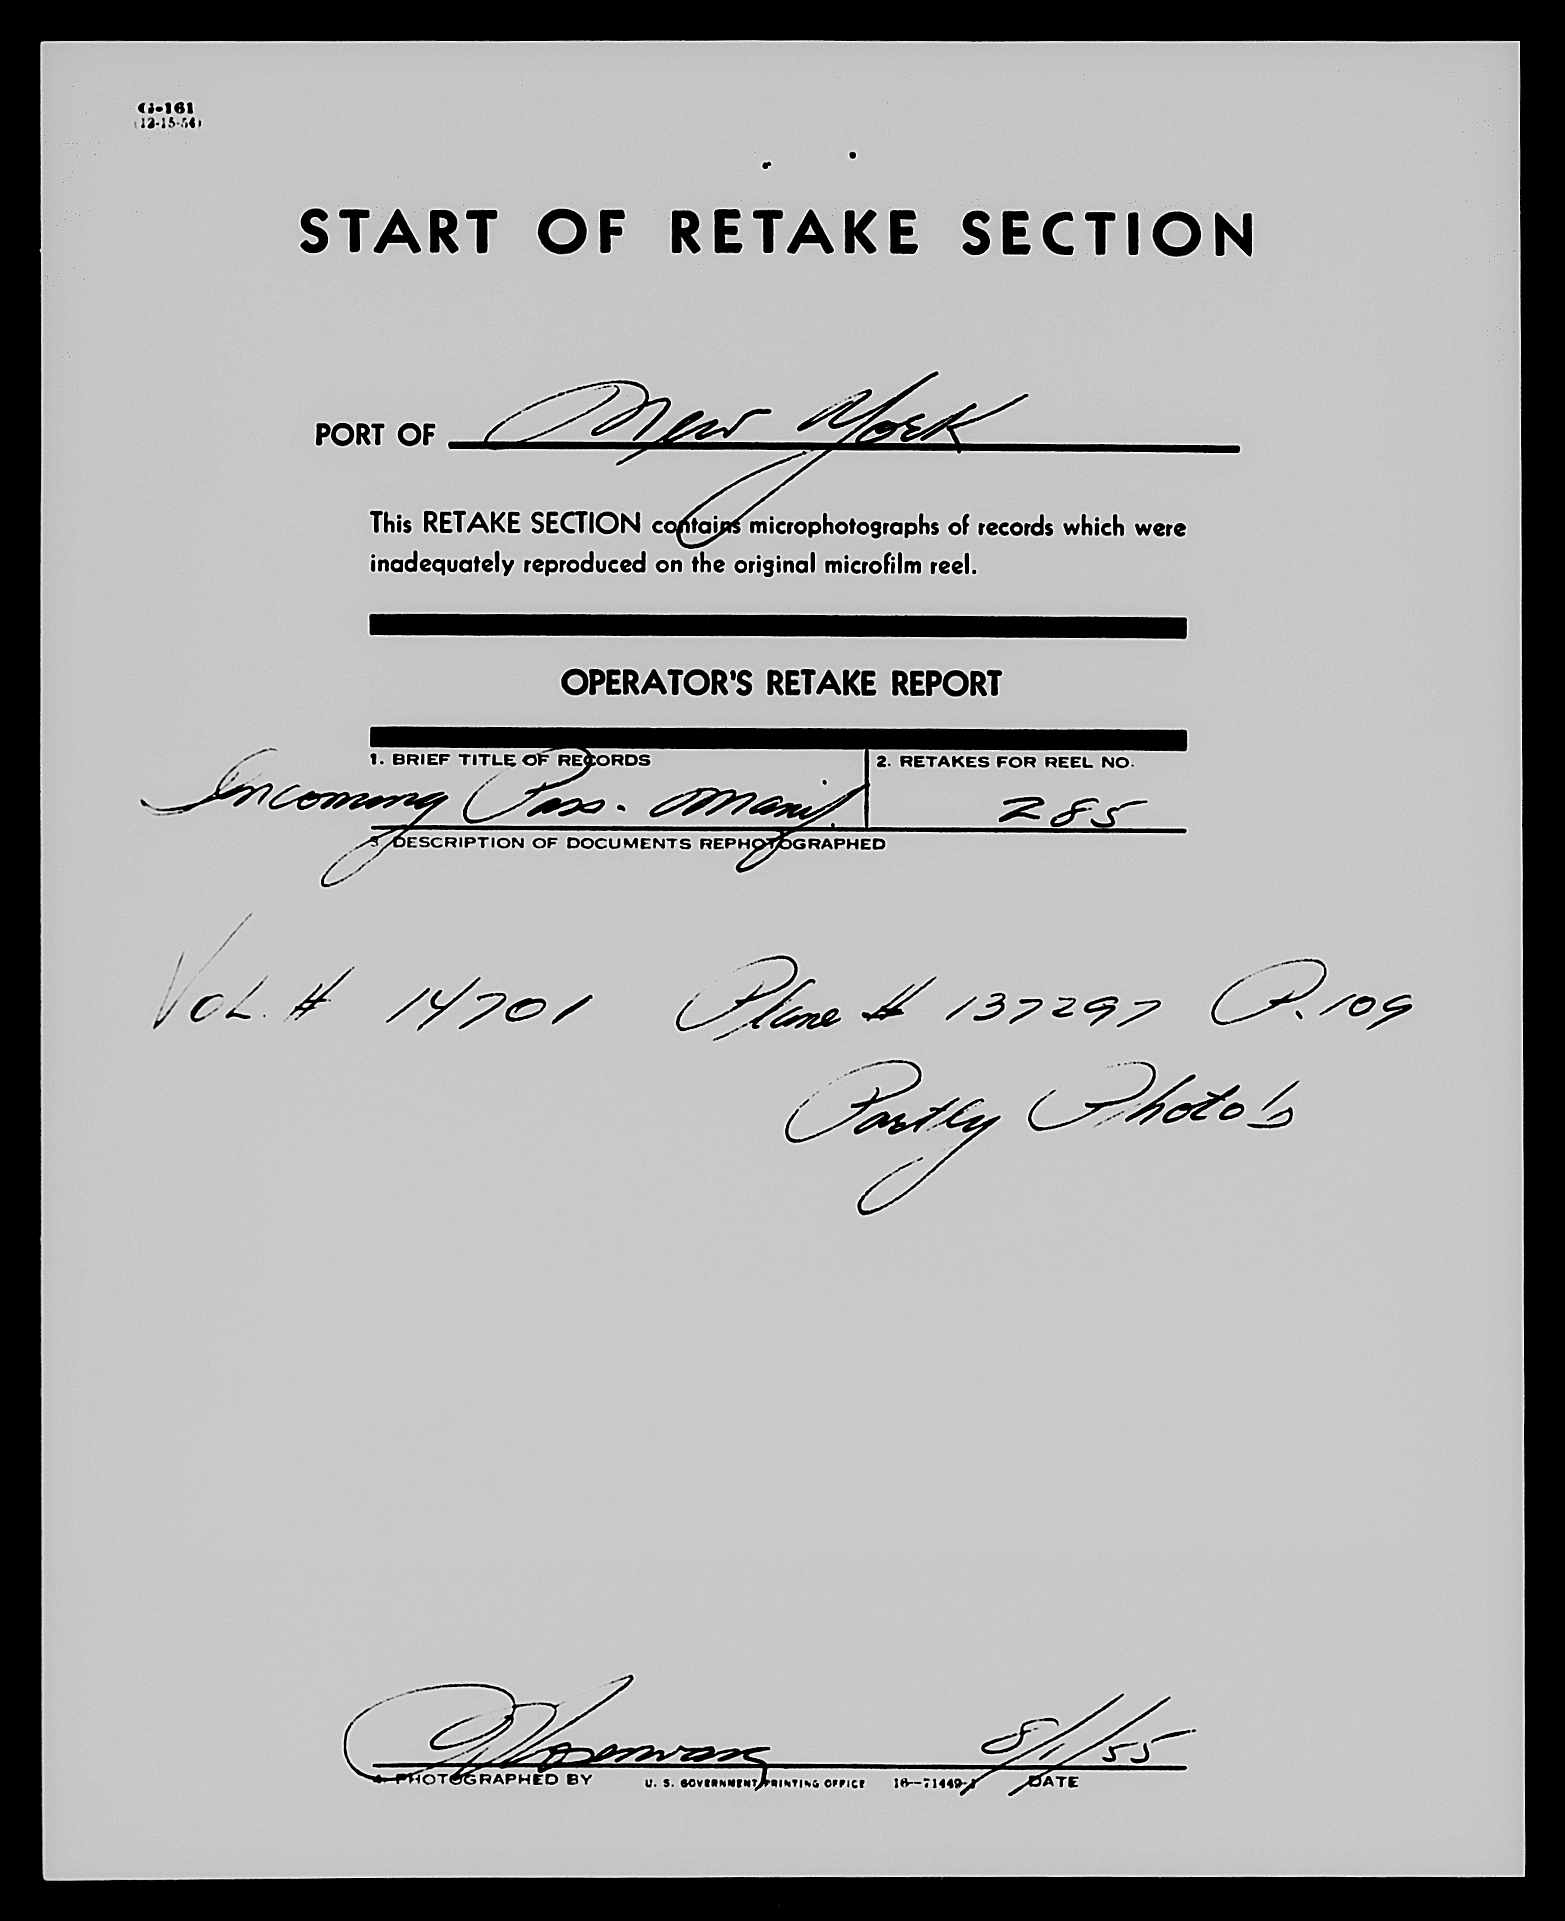 G-161
(12-15-54)
START OF RETAKE SECTION
PORT OF New York
This RETAKE SECTION contains microphotographs of records which were
inadequately reproduced on the original microfilm reel.
OPERATOR'S RETAKE REPORT
1. BRIEF TITLE OF RECORDS 2. RETAKES FOR REEL NO.
Incoming Pass. Manif. 285
3 DESCRIPTION OF DOCUMENTS REPHOTOGRAPHED
Vol. # 14701 Plane # 137297 P. 109
Partly Photo'd
8/1/55
4. PHOTOGRAPHED BY U. S. GOVERNMENT PRINTING OFFICE 16—71449-1 DATE